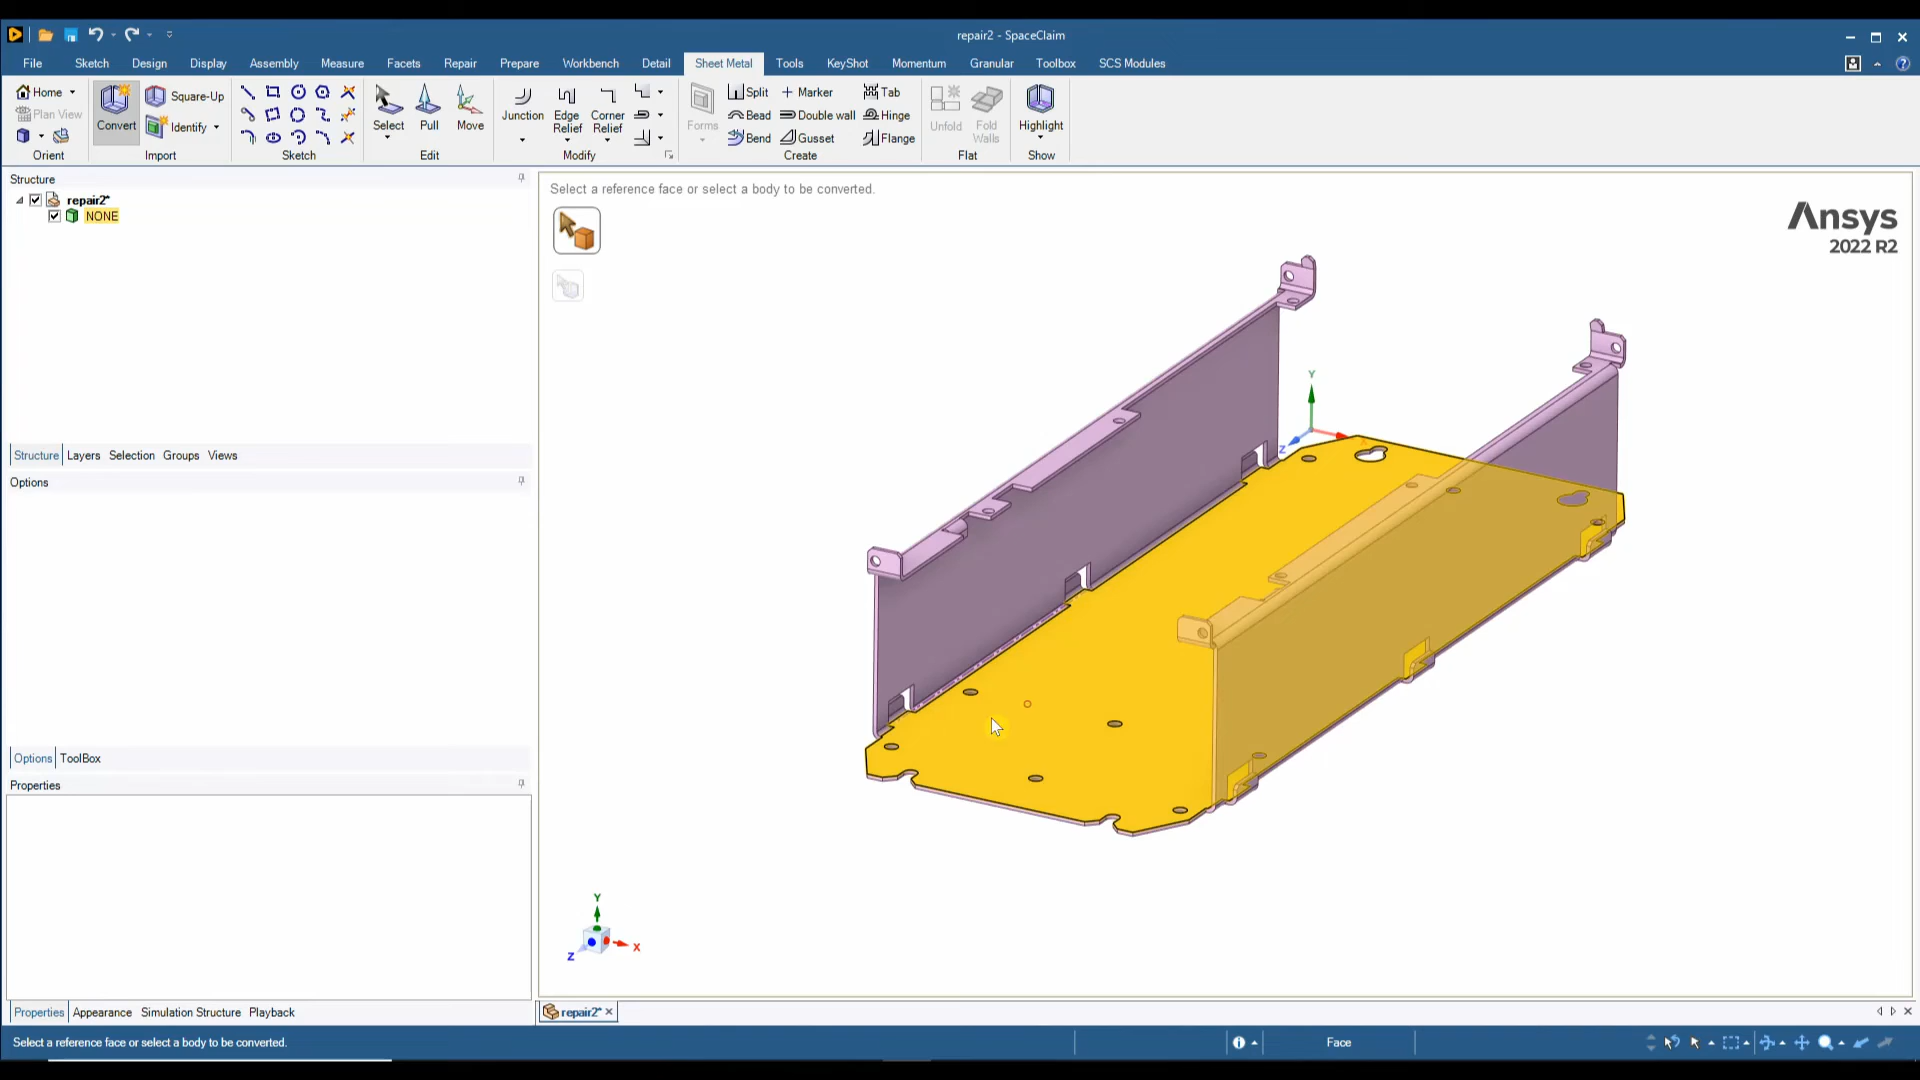 repair2 - SpaceClaim
File Sketch Design Display Assembly Measure Facets Repair Prepare Workbench Detail Sheet Metal Tools KeyShot Momentum Granular Toolbox SCS Modules
Home
Plan View
Orient
Convert
Square-Up
Identify
Import
Sketch
Select
Pull
Move
Edit
Junction
Edge Relief
Corner Relief
Modify
Forms
Split
Bead
Bend
Marker
Double wall
Gusset
Tab
Hinge
Flange
Create
Unfold
Fold Walls
Flat
Highlight
Show
Structure
repair2*
NONE
Structure Layers Selection Groups Views
Options
Options ToolBox
Properties
Properties Appearance Simulation Structure Playback
Select a reference face or select a body to be converted.
Ansys
2022 R2
Y
Z
X
Y
X
Z
repair2*
Select a reference face or select a body to be converted.
Face